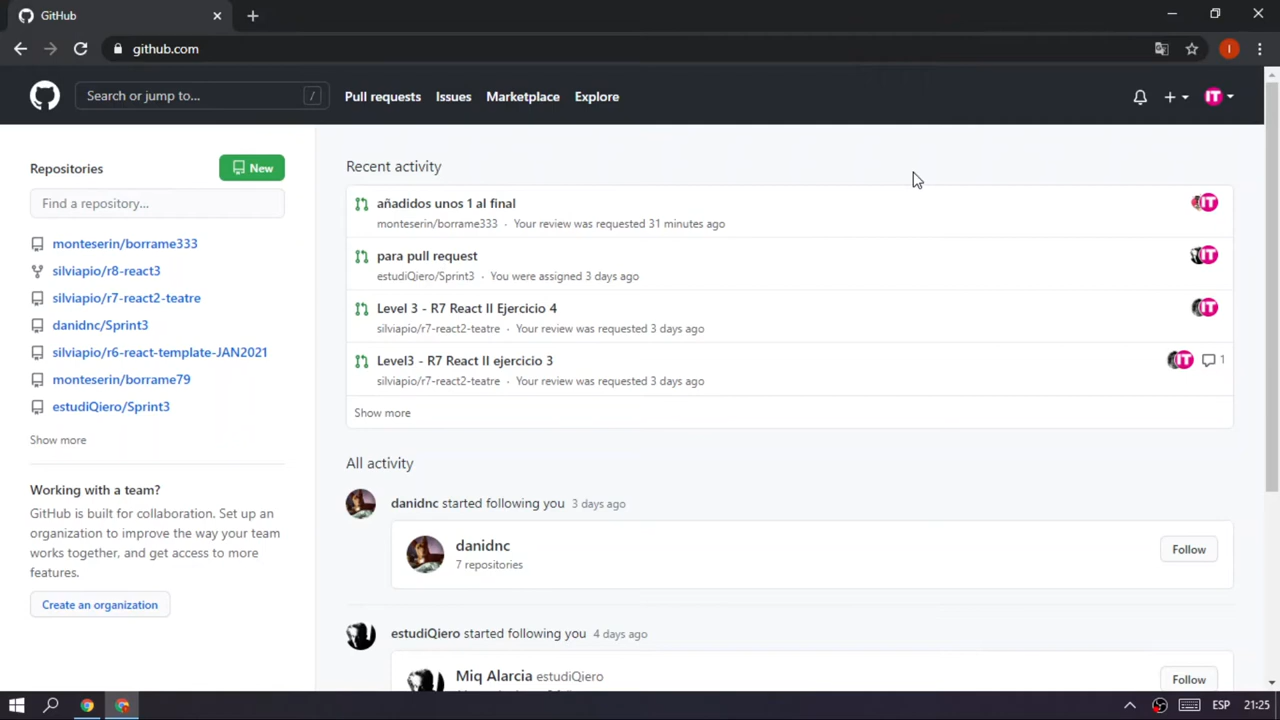 GitHub
github.com
I
Search or jump to...
/
Pull requests
Issues
Marketplace
Explore
IT
Repositories
New
Find a repository...
monteserin/borrame333
silviapio/r8-react3
silviapio/r7-react2-teatre
danidnc/Sprint3
silviapio/r6-react-template-JAN2021
monteserin/borrame79
estudiQiero/Sprint3
Show more
Working with a team?
GitHub is built for collaboration. Set up an
organization to improve the way your team
works together, and get access to more
features.
Create an organization
Recent activity
añadidos unos 1 al final
monteserin/borrame333 · Your review was requested 31 minutes ago
IT
para pull request
estudiQiero/Sprint3 · You were assigned 3 days ago
IT
Level 3 - R7 React II Ejercicio 4
silviapio/r7-react2-teatre · Your review was requested 3 days ago
IT
Level3 - R7 React II ejercicio 3
silviapio/r7-react2-teatre · Your review was requested 3 days ago
IT
1
Show more
All activity
danidnc started following you 3 days ago
danidnc
7 repositories
Follow
estudiQiero started following you 4 days ago
Miq Alarcia estudiQiero
Follow
ESP
21:25